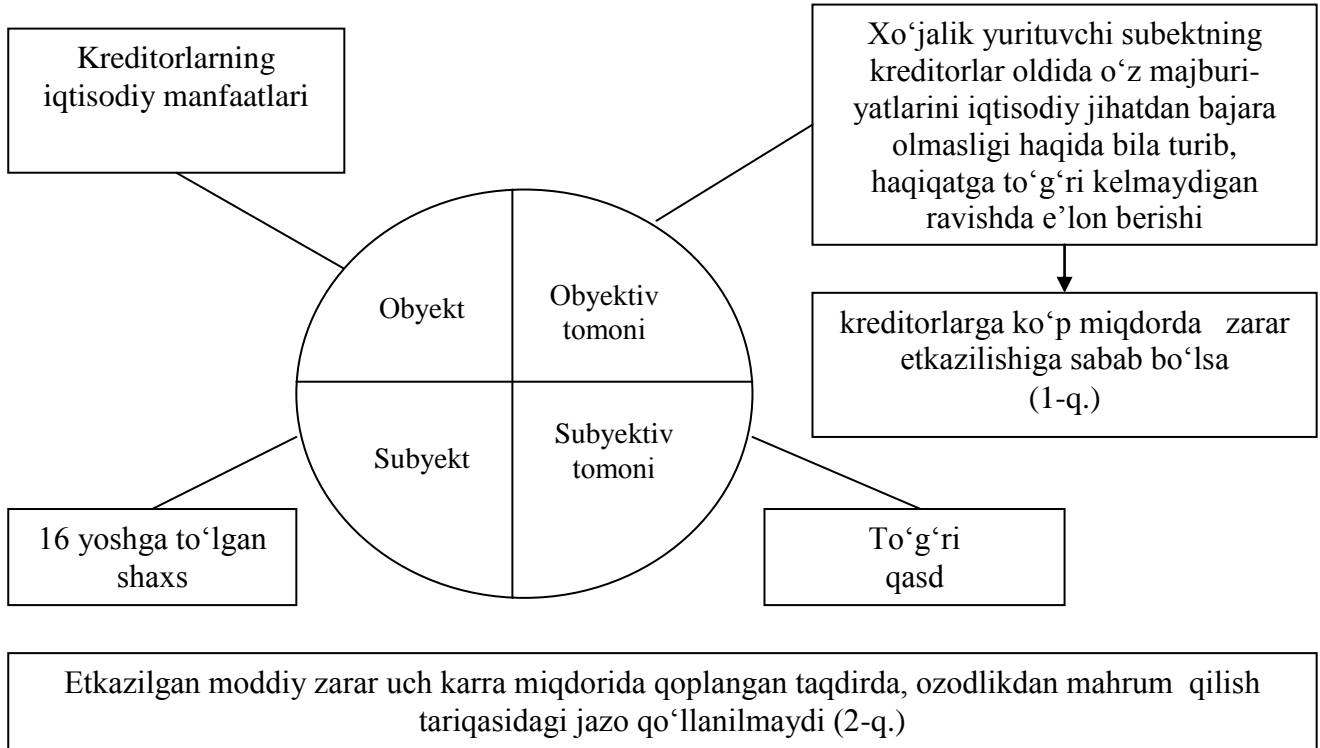 Kreditorlarning
iqtisodiy manfaatlari
Xo‘jalik yurituvchi subektning
kreditorlar oldida o‘z majburi-
yatlarini iqtisodiy jihatdan bajara
olmasligi haqida bila turib,
haqiqatga to‘g‘ri kelmaydigan
ravishda e’lon berishi
Obyekt
Obyektiv
tomoni
kreditorlarga ko‘p miqdorda zarar
etkazilishiga sabab bo‘lsa
(1-q.)
Subyekt
Subyektiv
tomoni
16 yoshga to‘lgan
shaxs
To‘g‘ri
qasd
Etkazilgan moddiy zarar uch karra miqdorida qoplangan taqdirda, ozodlikdan mahrum qilish
tariqasidagi jazo qo‘llanilmaydi (2-q.)